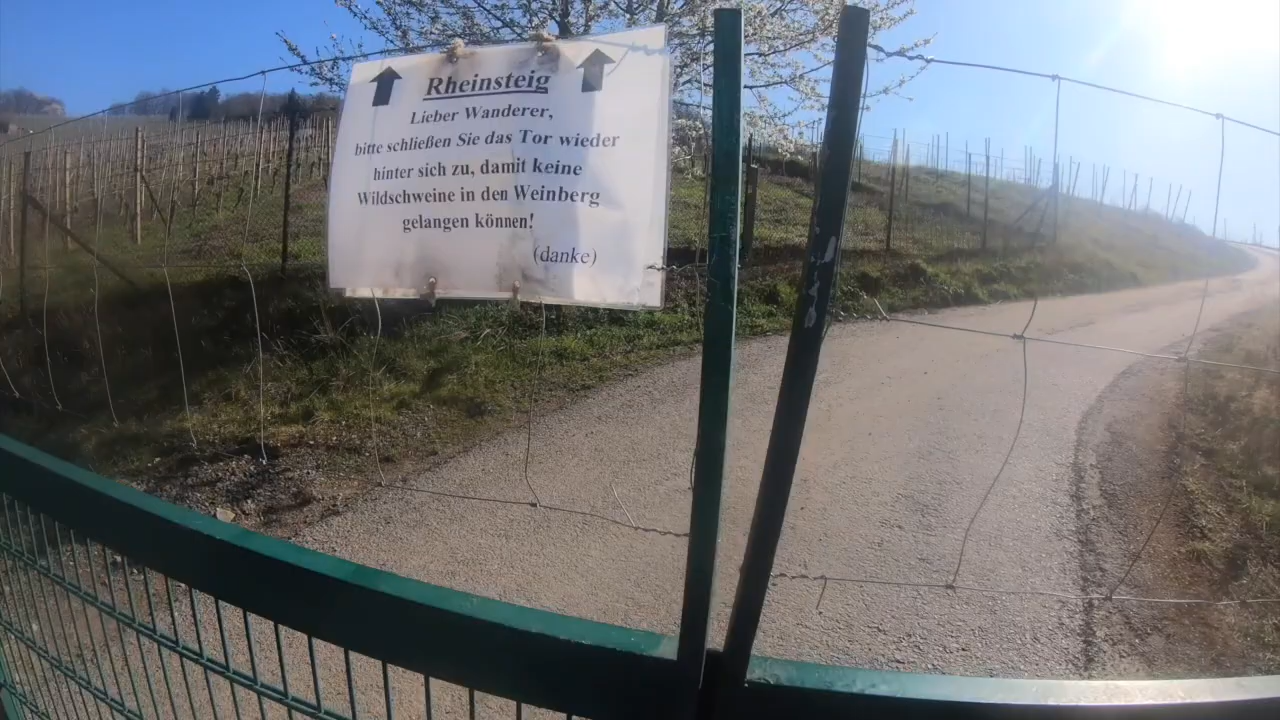 Rheinsteig
Lieber Wanderer,
bitte schließen Sie das Tor wieder
hinter sich zu, damit keine
Wildschweine in den Weinberg
gelangen können!
(danke)